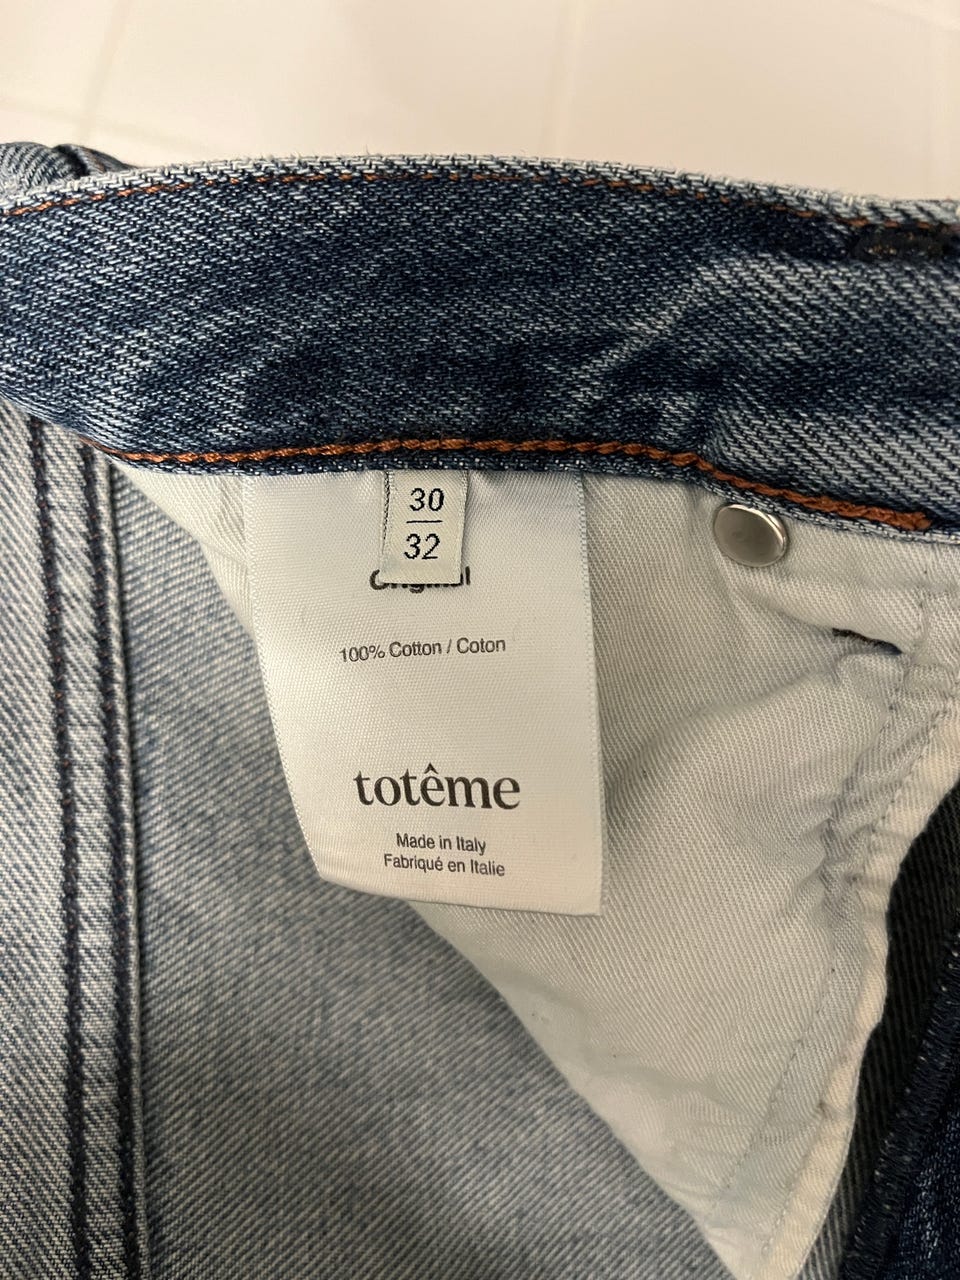 30
32
100% Cotton / Coton
totême
Made in Italy
Fabriqué en Italie